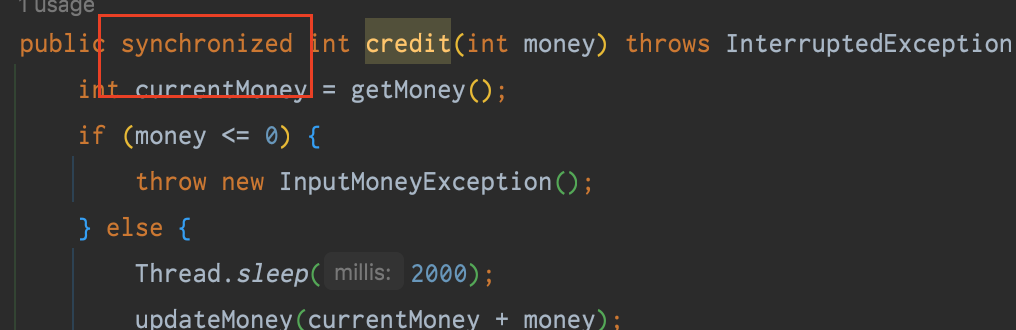 1 usage
public synchronized int credit(int money) throws InterruptedException
int currentMoney = getMoney();
if (money <= 0) {
throw new InputMoneyException();
} else {
Thread.sleep( millis: 2000);
updateMoney(currentMoney + money);